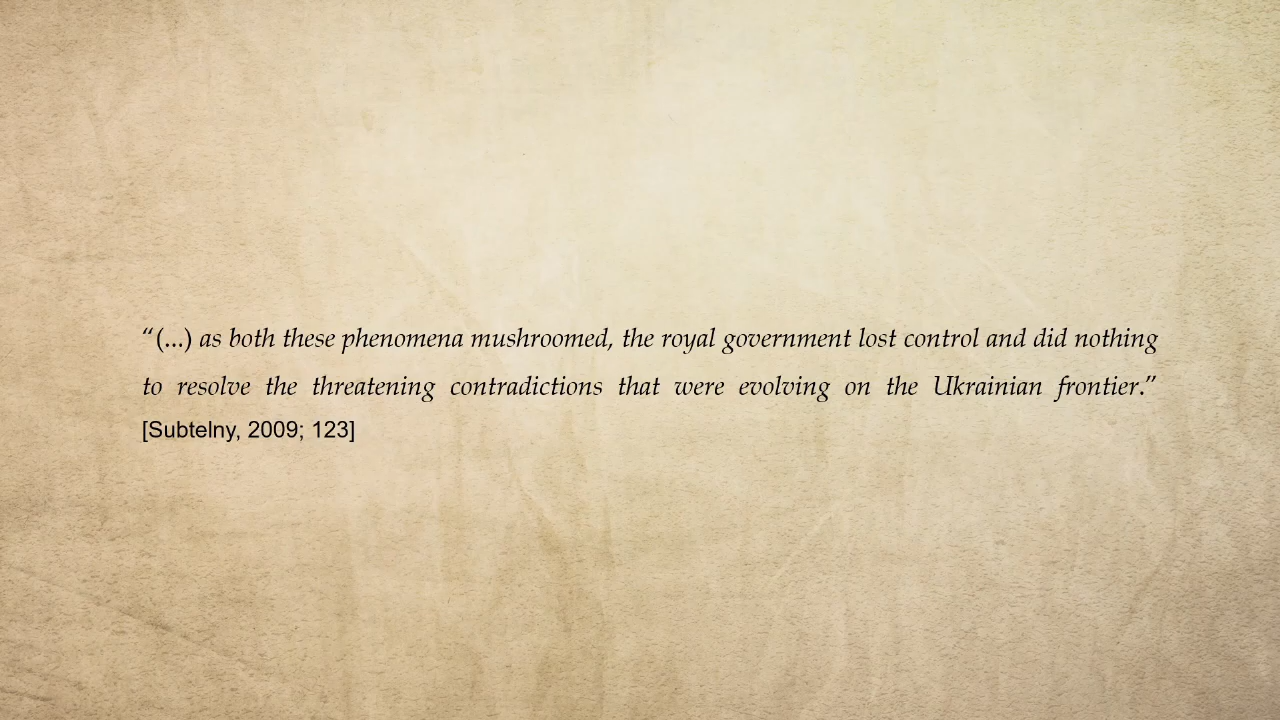 “(...) as both these phenomena mushroomed, the royal government lost control and did nothing
to resolve the threatening contradictions that were evolving on the Ukrainian frontier.”
[Subtelny, 2009; 123]